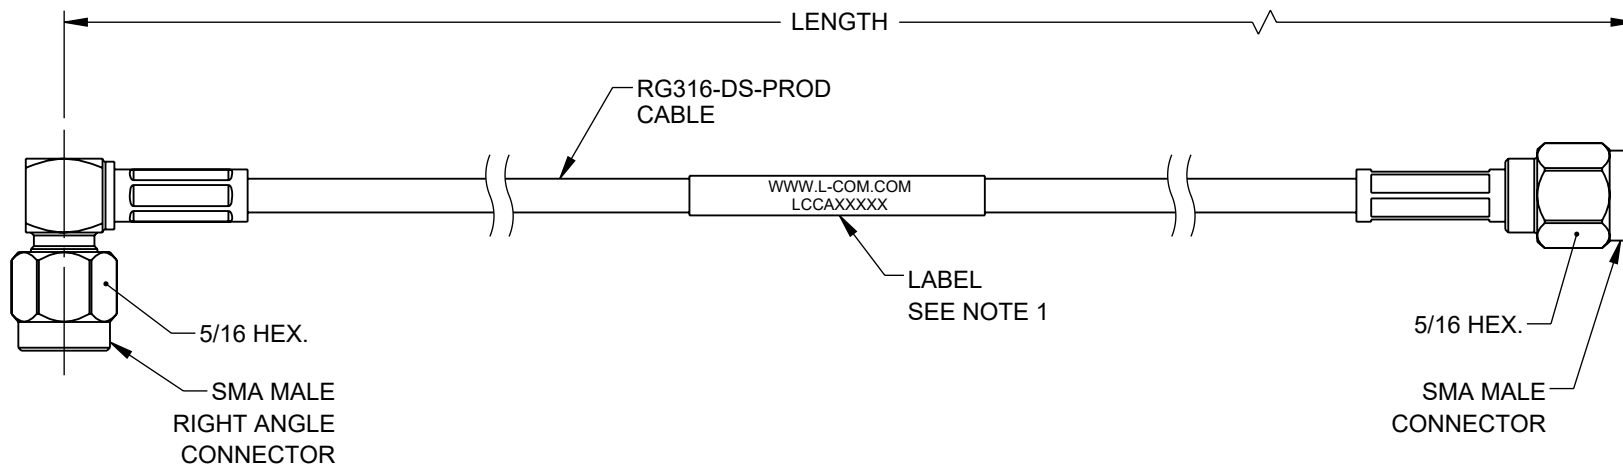 LENGTH
RG316-DS-PROD
CABLE
WWW.L-COM.COM
LCCAXXXXX
LABEL
SEE NOTE 1
5/16 HEX.
5/16 HEX.
SMA MALE
RIGHT ANGLE
CONNECTOR
SMA MALE
CONNECTOR